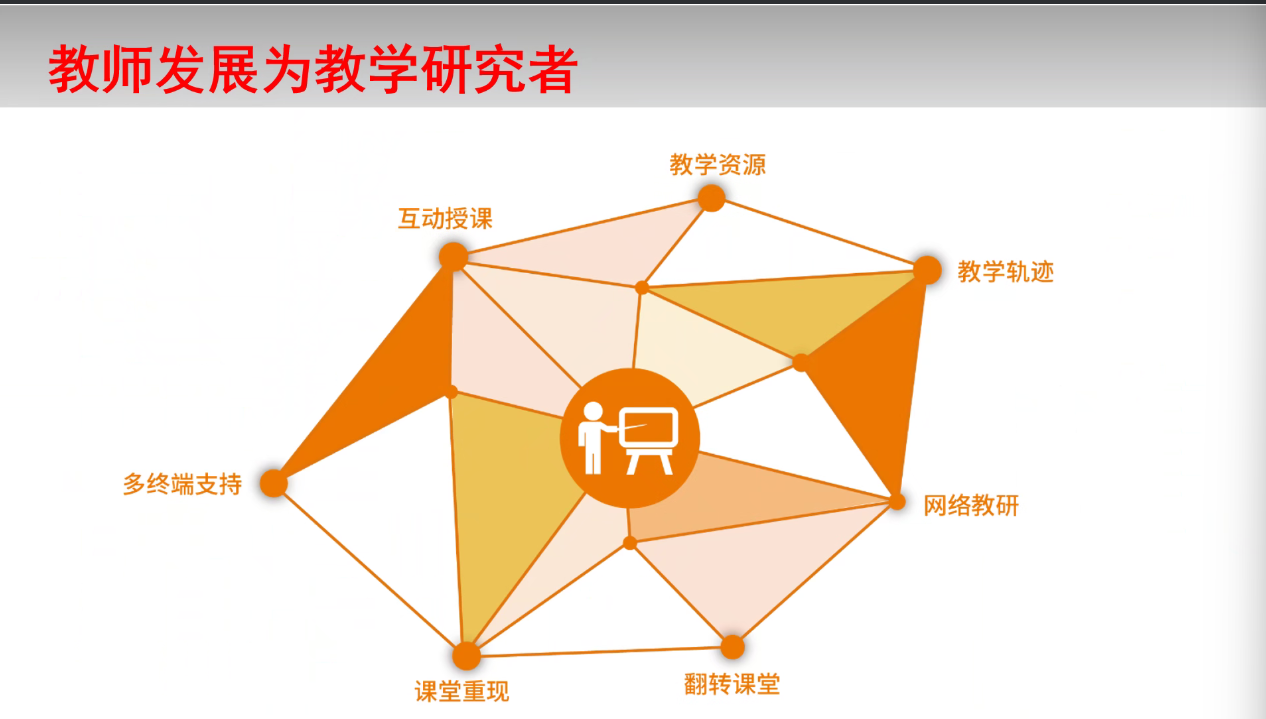 教师发展为教学研究者
教学资源
互动授课
教学轨迹
多终端支持
网络教研
翻转课堂
课堂重现